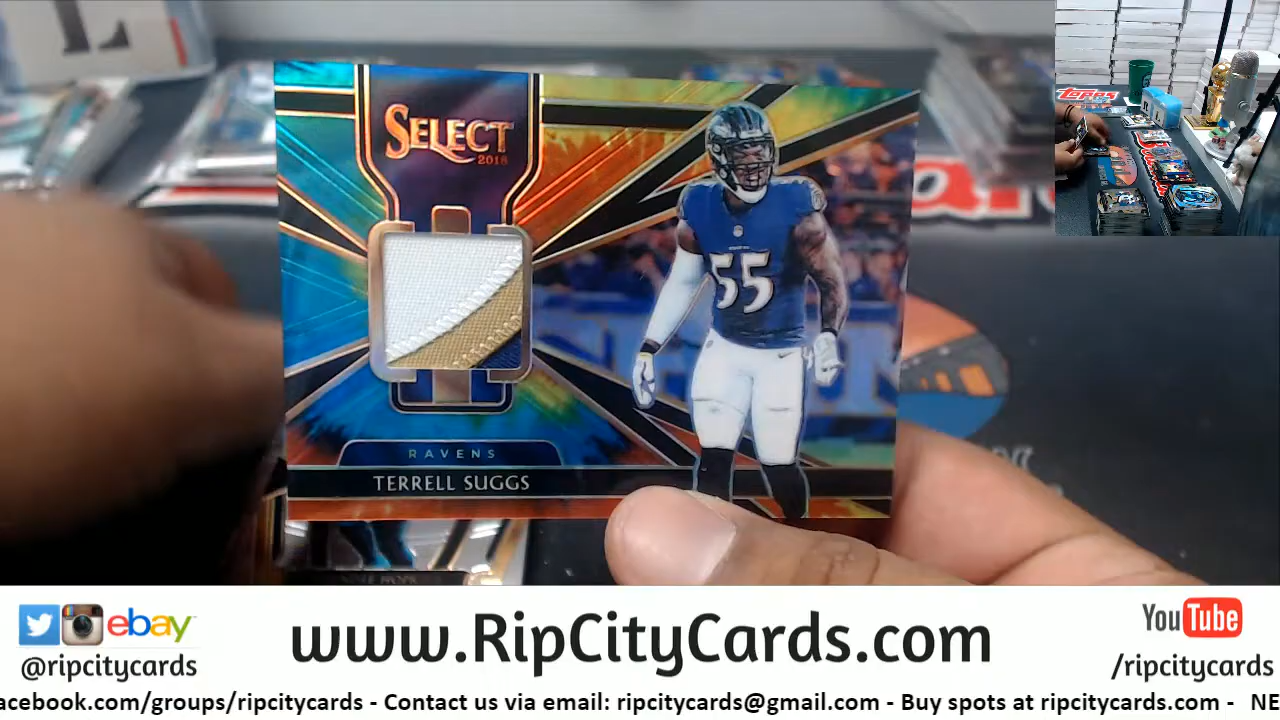 SELECT
2018
55
RAVENS
TERRELL SUGGS
TOPPS
ebay
@ripcitycards
www.RipCityCards.com
YouTube
/ripcitycards
acebook.com/groups/ripcitycards - Contact us via email: ripcitycards@gmail.com - Buy spots at ripcitycards.com - NE